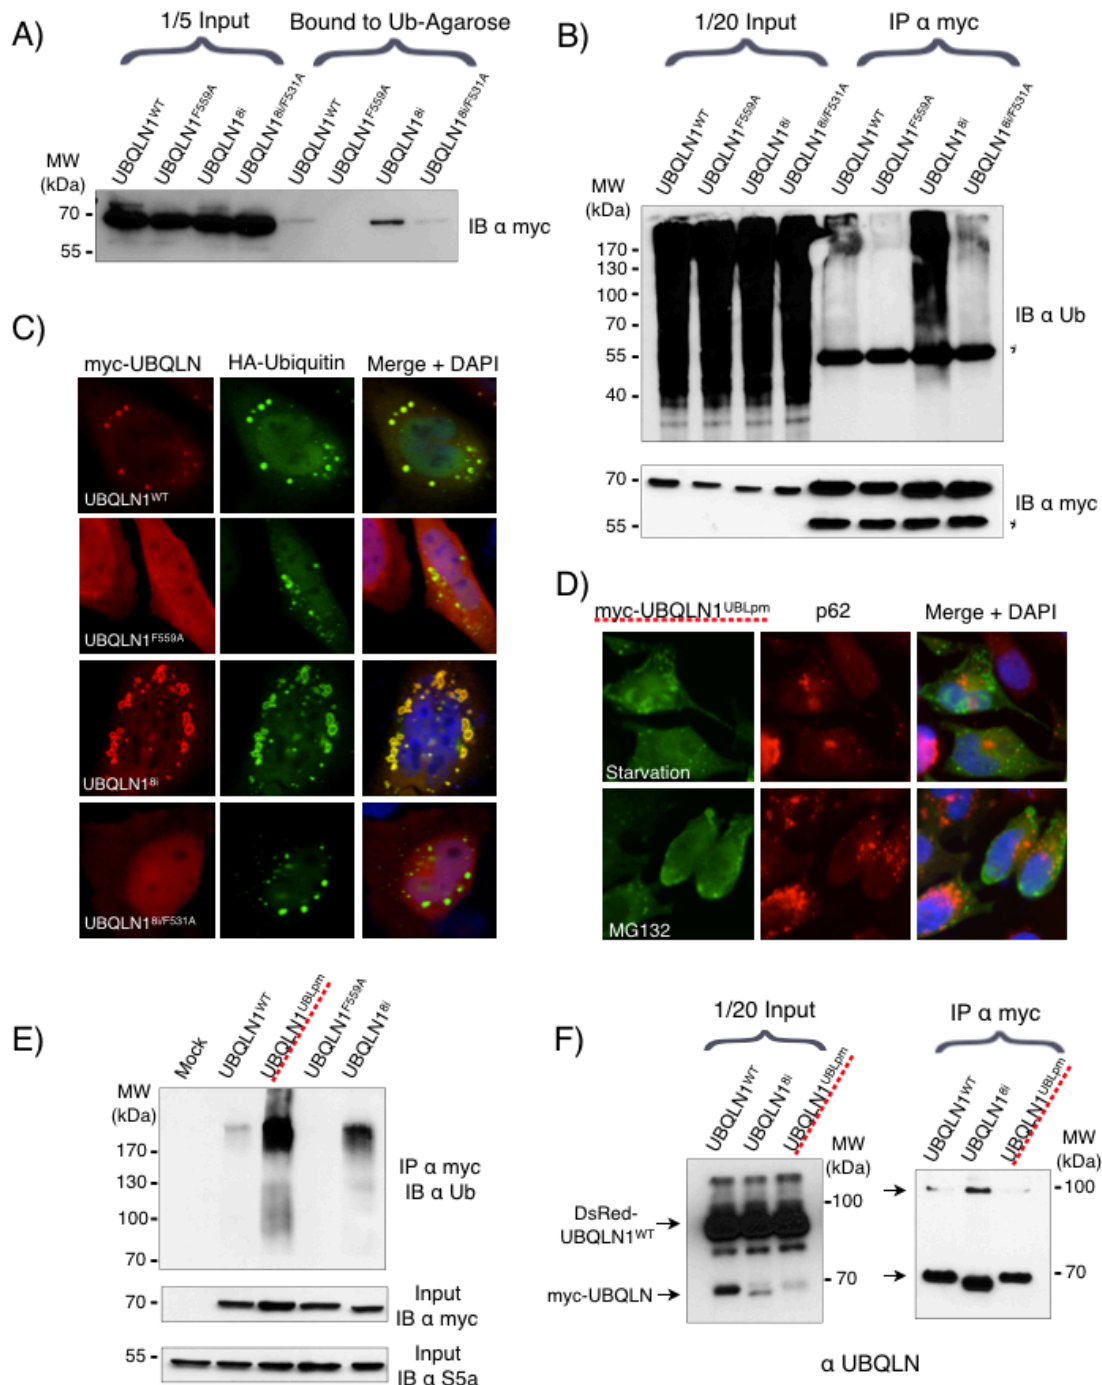 A)
1/5 Input
Bound to Ub-Agarose
UBQLN1WT
UBQLN1F559A
UBQLN18i
UBQLN18i/F531A
UBQLN1WT
UBQLN1F559A
UBQLN18i
UBQLN18i/F531A
MW
(kDa)
70
55
IB α myc
B)
1/20 Input
IP α myc
UBQLN1WT
UBQLN1F559A
UBQLN18i
UBQLN18i/F531A
UBQLN1WT
UBQLN1F559A
UBQLN18i
UBQLN18i/F531A
MW
(kDa)
170
130
100
70
55
40
IB α Ub
*
70
55
IB α myc
*
C)
myc-UBQLN
HA-Ubiquitin
Merge + DAPI
UBQLN1WT
UBQLN1F559A
UBQLN18i
UBQLN18i/F531A
D)
myc-UBQLN1UBLpm
p62
Merge + DAPI
Starvation
MG132
E)
Mock
UBQLN1WT
UBQLN1UBLpm
UBQLN1F559A
UBQLN18i
MW
(kDa)
170
130
100
70
IP α myc
IB α Ub
70
Input
IB α myc
55
Input
IB α S5a
F)
1/20 Input
IP α myc
UBQLN1WT
UBQLN18i
UBQLN1UBLpm
MW
(kDa)
100
70
DsRed-
UBQLN1WT
myc-UBQLN
UBQLN1WT
UBQLN18i
UBQLN1UBLpm
MW
(kDa)
100
70
α UBQLN